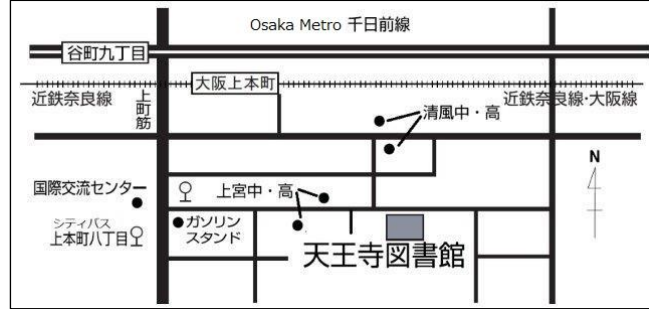 Osaka Metro 千日前線
谷町九丁目
大阪上本町
近鉄奈良線
上町筋
近鉄奈良線・大阪線
清風中・高
N
国際交流センター
上宮中・高
シティバス
上本町八丁目
ガソリン
スタンド
天王寺図書館